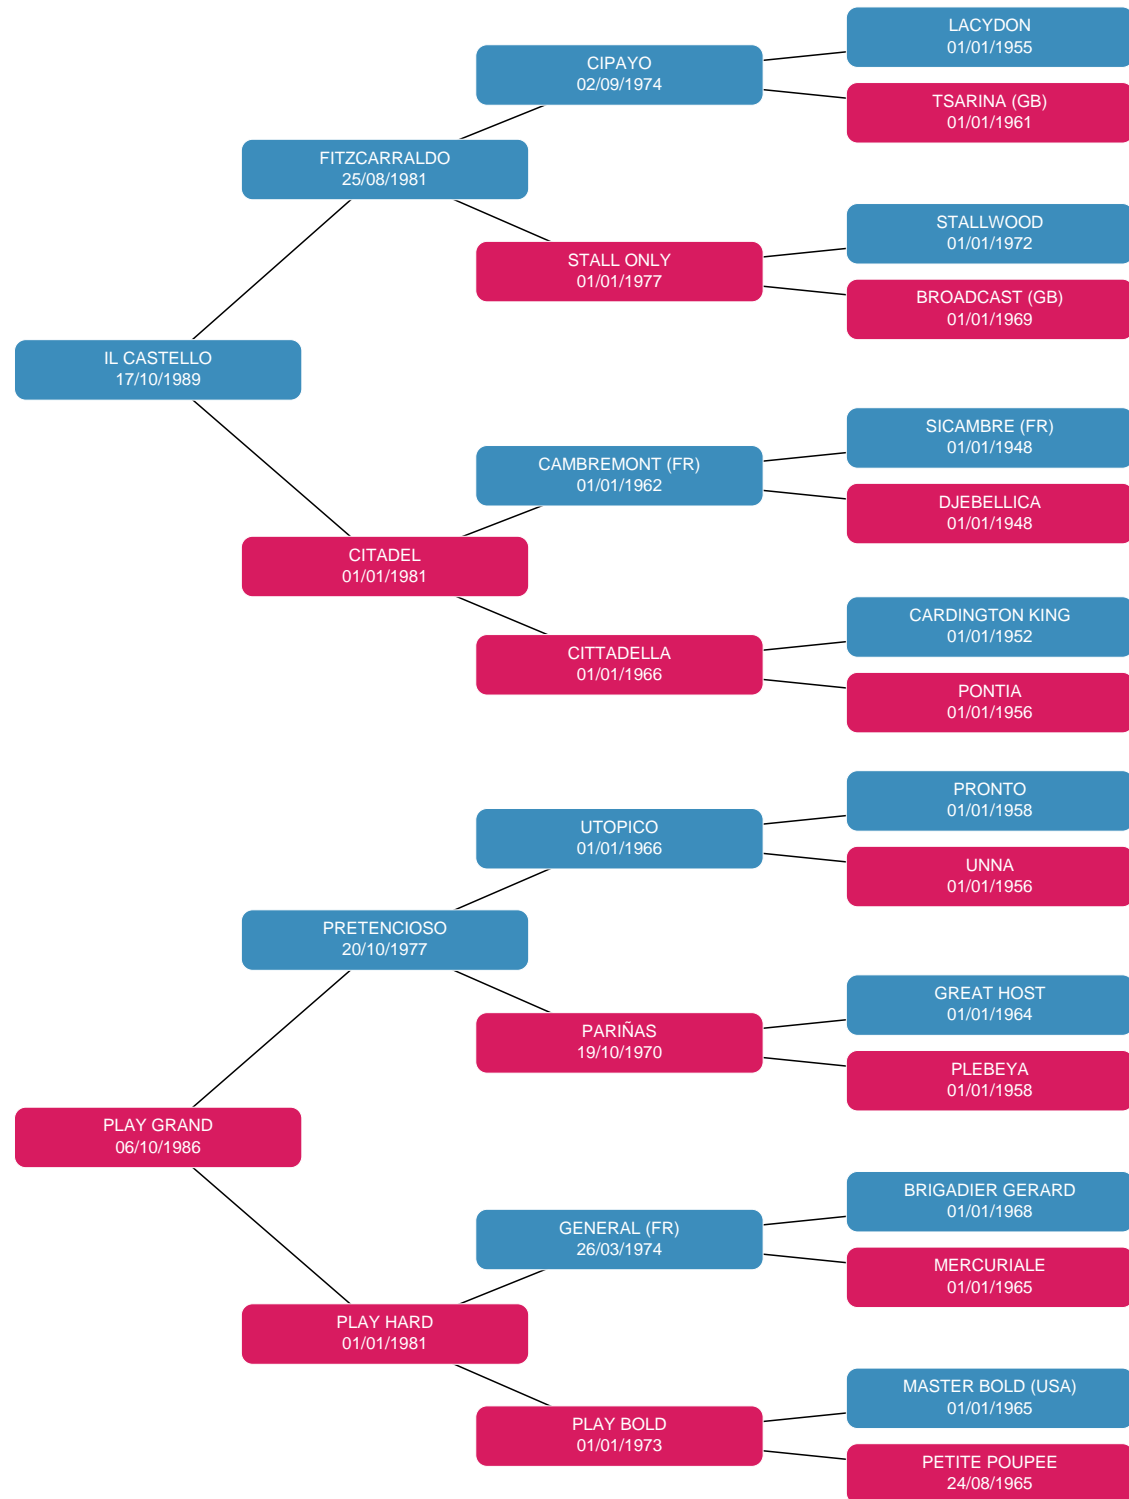 LACYDON
01/01/1955
CIPAYO
02/09/1974
TSARINA (GB)
01/01/1961
FITZCARRALDO
25/08/1981
STALLWOOD
01/01/1972
STALL ONLY
01/01/1977
BROADCAST (GB)
01/01/1969
IL CASTELLO
17/10/1989
SICAMBRE (FR)
01/01/1948
CAMBREMONT (FR)
01/01/1962
DJEBELLICA
01/01/1948
CITADEL
01/01/1981
CARDINGTON KING
01/01/1952
CITTADELLA
01/01/1966
PONTIA
01/01/1956
PRONTO
01/01/1958
UTOPICO
01/01/1966
UNNA
01/01/1956
PRETENCIOSO
20/10/1977
GREAT HOST
01/01/1964
PARIÑAS
19/10/1970
PLEBEYA
01/01/1958
PLAY GRAND
06/10/1986
BRIGADIER GERARD
01/01/1968
GENERAL (FR)
26/03/1974
MERCURIALE
01/01/1965
PLAY HARD
01/01/1981
MASTER BOLD (USA)
01/01/1965
PLAY BOLD
01/01/1973
PETITE POUPEE
24/08/1965